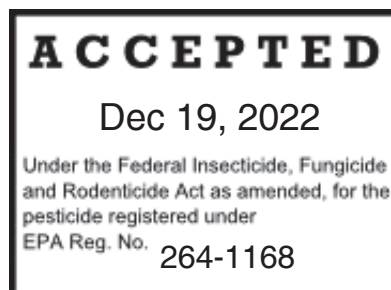 ACCEPTED
Dec 19, 2022
Under the Federal Insecticide, Fungicide
and Rodenticide Act as amended, for the
pesticide registered under
EPA Reg. No. 264-1168